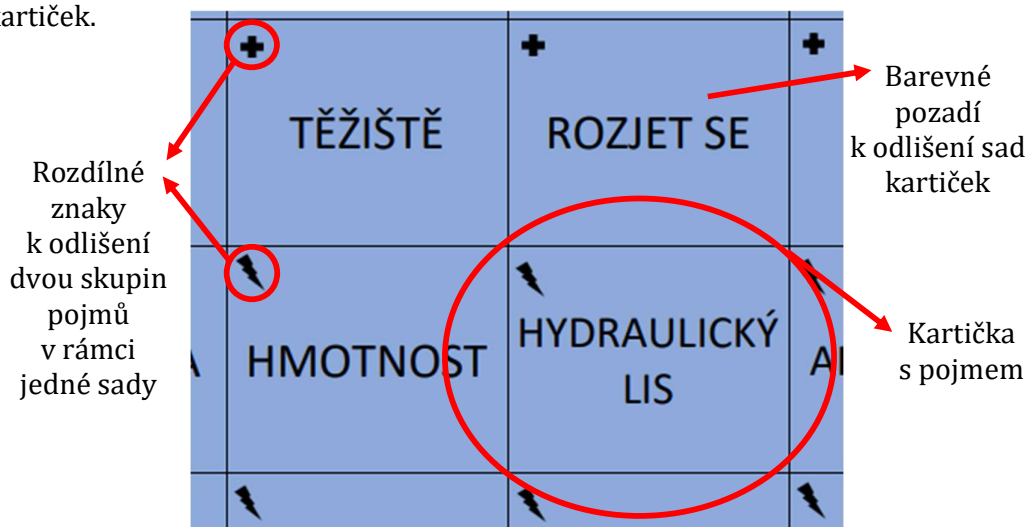 kartiček.
TĚŽIŠTĚ
ROZJET SE
Barevné
pozadí
k odlišení sad
kartiček
Rozdílné
znaky
k odlišení
dvou skupin
pojmů
v rámci
jedné sady
HMOTNOST
HYDRAULICKÝ
LIS
Kartička
s pojmem